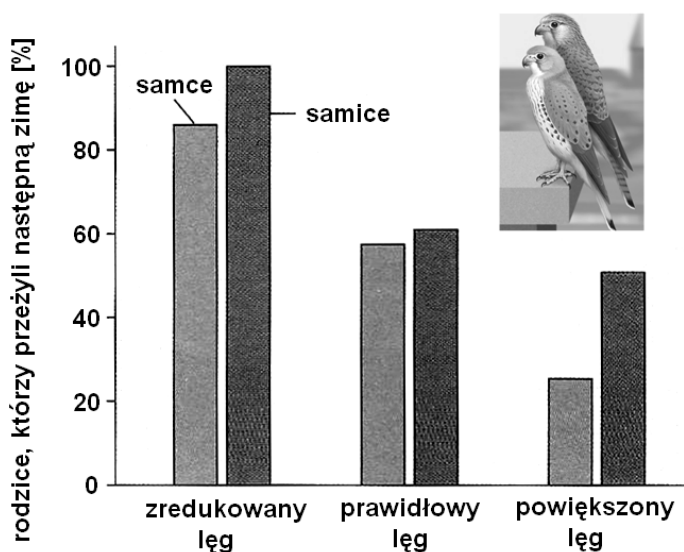 rodzice, którzy przeżyli następną zimę [%]
100
80
60
40
20
0
samce
samice
zredukowany
lęg
prawidłowy
lęg
powiększony
lęg